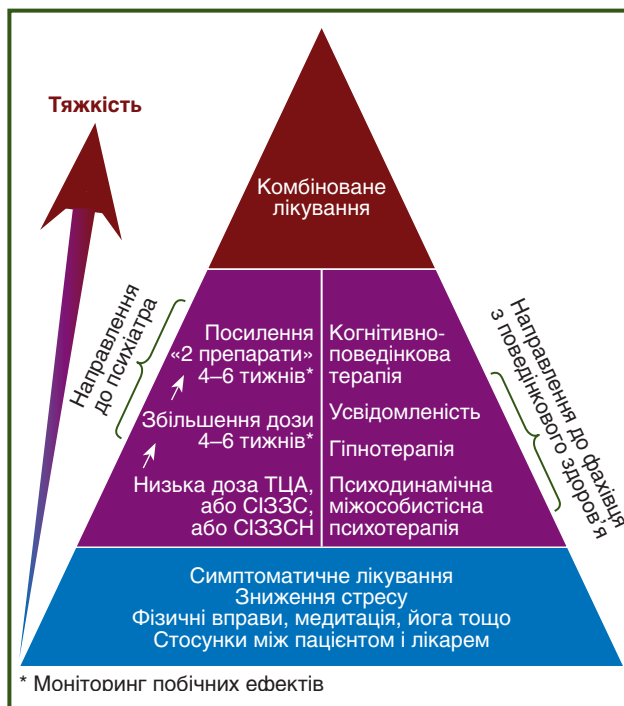 Тяжкість
Комбіноване
лікування
Направлення
до психіатра
Посилення
«2 препарати»
4–6 тижнів*
Збільшення дози
4–6 тижнів*
Низька доза ТЦА,
або СІЗЗС,
або СІЗЗСН
Когнітивно-
поведінкова
терапія
Усвідомленість
Гіпнотерапія
Психодинамічна
міжособистісна
психотерапія
Направлення до фахівця
з поведінкового здоров’я
Симптоматичне лікування
Зниження стресу
Фізичні вправи, медитація, йога тощо
Стосунки між пацієнтом і лікарем
* Моніторинг побічних ефектів